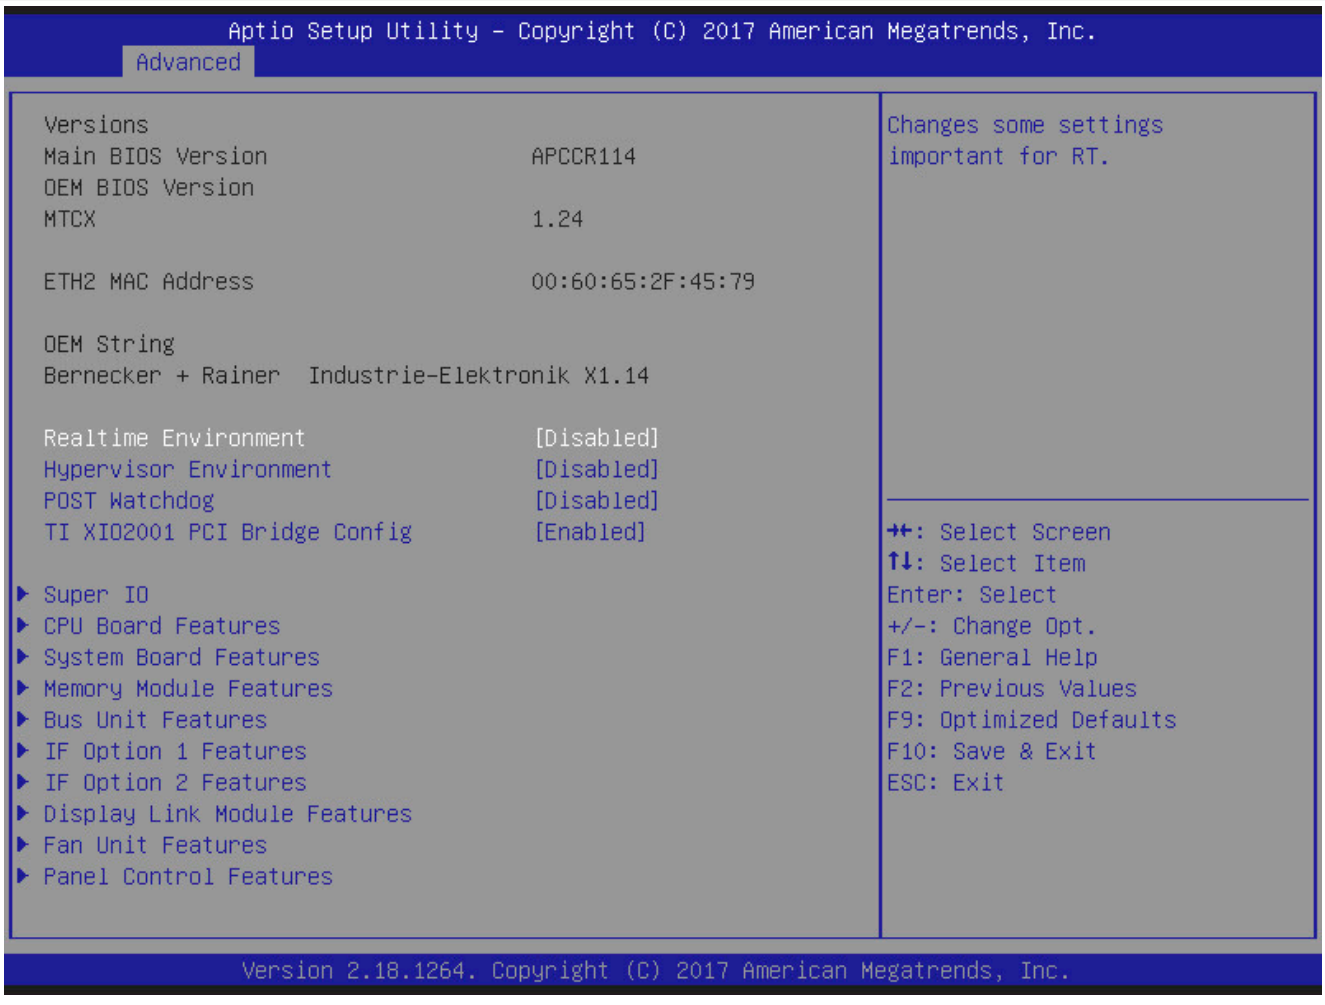 Aptio Setup Utility – Copyright (C) 2017 American Megatrends, Inc.
Advanced
Versions
Main BIOS Version APCCR114
OEM BIOS Version
MTCX 1.24
ETH2 MAC Address 00:60:65:2F:45:79
OEM String
Bernecker + Rainer Industrie-Elektronik X1.14
Realtime Environment [Disabled]
Hypervisor Environment [Disabled]
POST Watchdog [Disabled]
TI XIO2001 PCI Bridge Config [Enabled]
Super IO
CPU Board Features
System Board Features
Memory Module Features
Bus Unit Features
IF Option 1 Features
IF Option 2 Features
Display Link Module Features
Fan Unit Features
Panel Control Features
Changes some settings
important for RT.
→←: Select Screen
↑↓: Select Item
Enter: Select
+/-: Change Opt.
F1: General Help
F2: Previous Values
F9: Optimized Defaults
F10: Save & Exit
ESC: Exit
Version 2.18.1264. Copyright (C) 2017 American Megatrends, Inc.